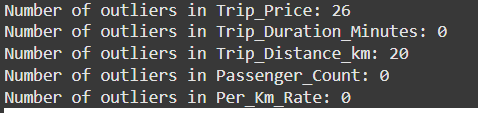 Number of outliers in Trip_Price: 26
Number of outliers in Trip_Duration_Minutes: 0
Number of outliers in Trip_Distance_km: 20
Number of outliers in Passenger_Count: 0
Number of outliers in Per_Km_Rate: 0